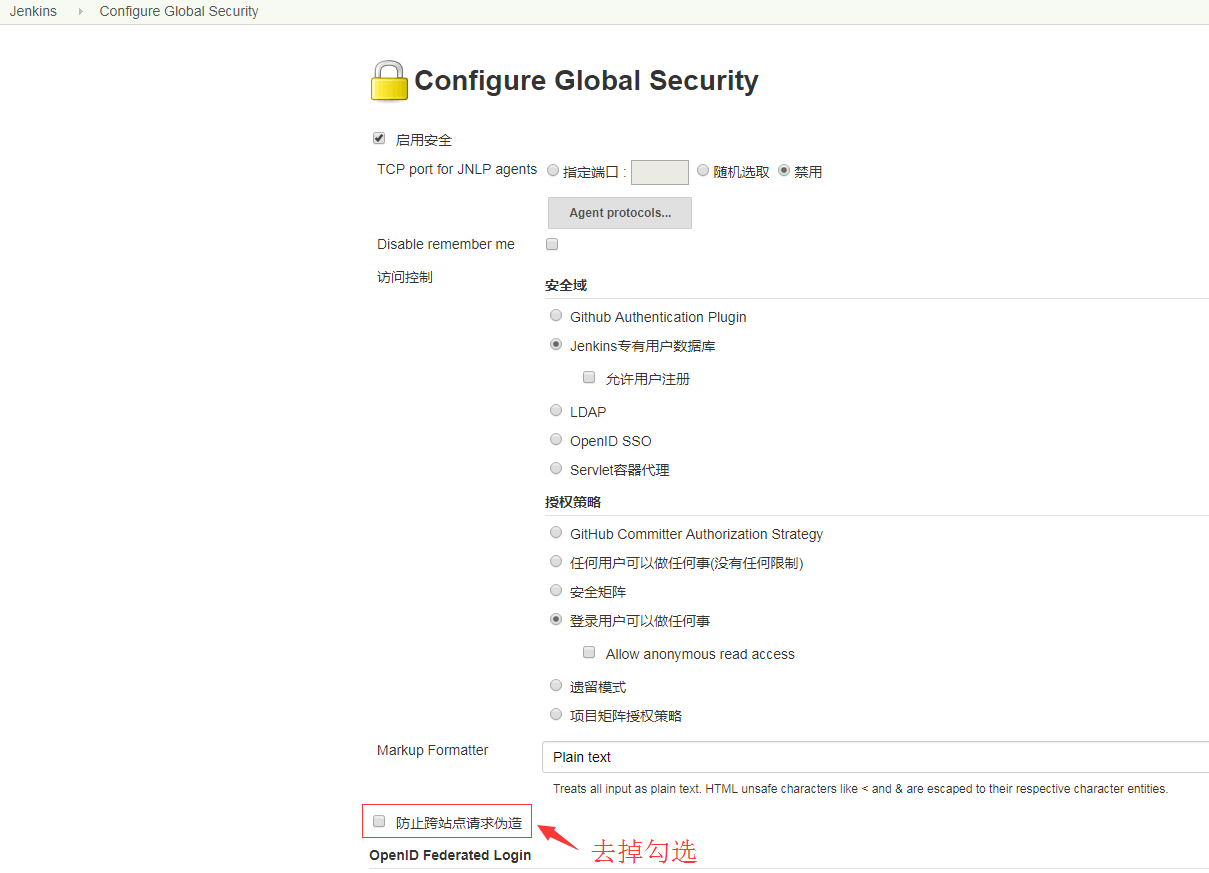 Jenkins Configure Global Security
Configure Global Security
启用安全
TCP port for JNLP agents 指定端口 : 随机选取 禁用
Agent protocols...
Disable remember me
访问控制
安全域
Github Authentication Plugin
Jenkins专有用户数据库
允许用户注册
LDAP
OpenID SSO
Servlet容器代理
授权策略
GitHub Committer Authorization Strategy
任何用户可以做任何事(没有任何限制)
安全矩阵
登录用户可以做任何事
Allow anonymous read access
遗留模式
项目矩阵授权策略
Markup Formatter Plain text
Treats all input as plain text. HTML unsafe characters like < and & are escaped to their respective character entities.
防止跨站点请求伪造
去掉勾选
OpenID Federated Login